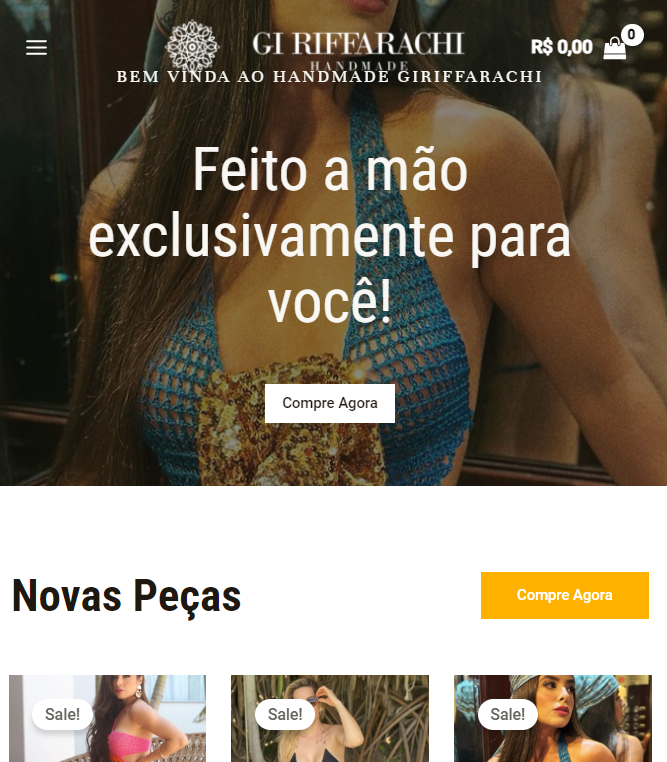 GI RIFFARACHI
HANDMADE
R$ 0,00
0
BEM VINDA AO HANDMADE GIRIFFARACHI
Feito a mão
exclusivamente para
você!
Compre Agora
Novas Peças
Compre Agora
Sale!
Sale!
Sale!